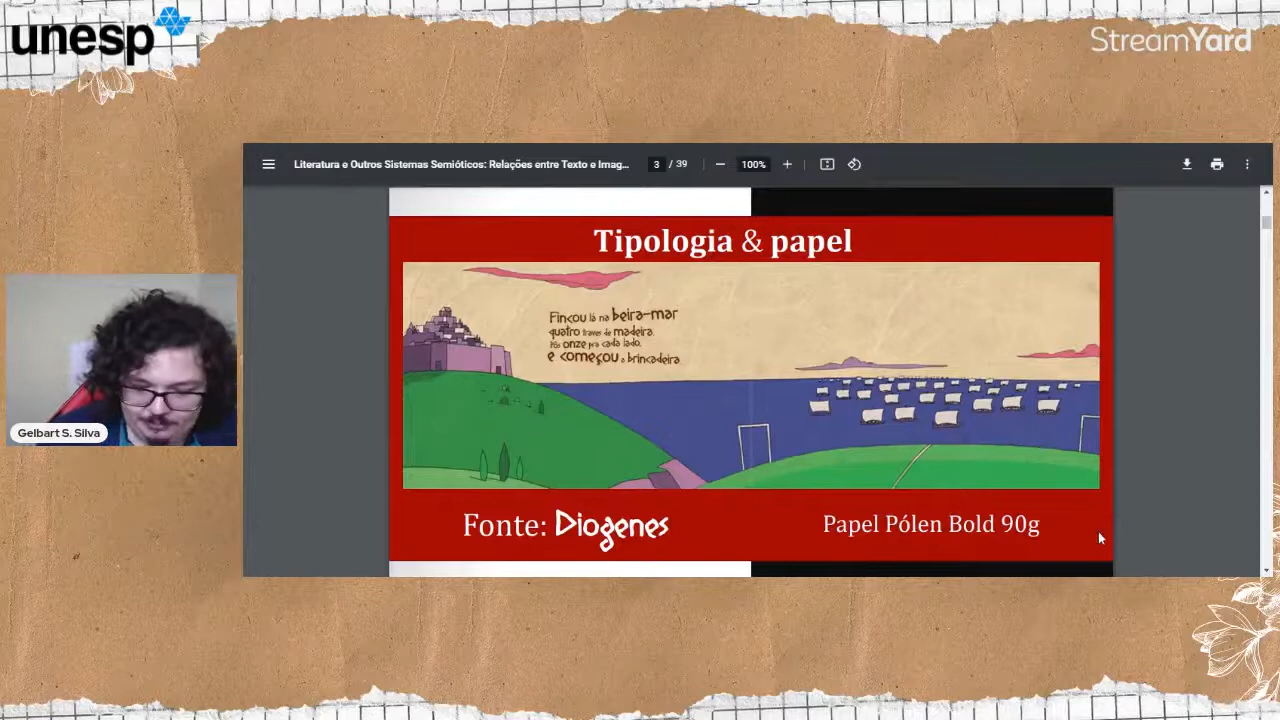 unesp
StreamYard
Literatura e Outros Sistemas Semióticos: Relações entre Texto e Imag...
3 / 39
100%
Tipologia & papel
Fincou lá na beira-mar
quatro traves de madeira.
Pôs onze pra cada lado,
e começou a brincadeira
Gelbart S. Silva
Fonte: Diogenes
Papel Pólen Bold 90g